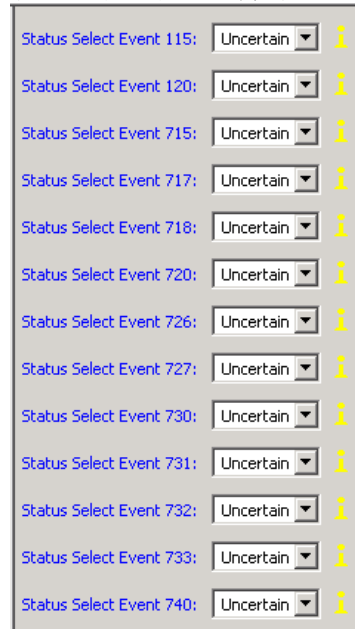 Status Select Event 115: Uncertain
Status Select Event 120: Uncertain
Status Select Event 715: Uncertain
Status Select Event 717: Uncertain
Status Select Event 718: Uncertain
Status Select Event 720: Uncertain
Status Select Event 726: Uncertain
Status Select Event 727: Uncertain
Status Select Event 730: Uncertain
Status Select Event 731: Uncertain
Status Select Event 732: Uncertain
Status Select Event 733: Uncertain
Status Select Event 740: Uncertain